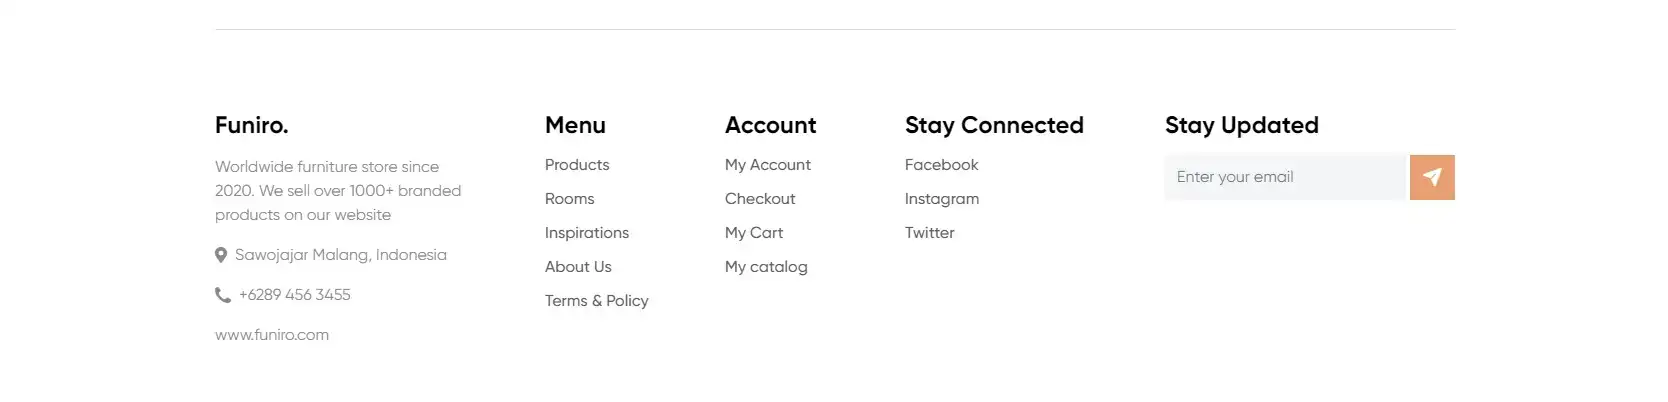 Funiro.
Worldwide furniture store since
2020. We sell over 1000+ branded
products on our website
Sawojajar Malang, Indonesia
+6289 456 3455
www.funiro.com
Menu
Products
Rooms
Inspirations
About Us
Terms & Policy
Account
My Account
Checkout
My Cart
My catalog
Stay Connected
Facebook
Instagram
Twitter
Stay Updated
Enter your email